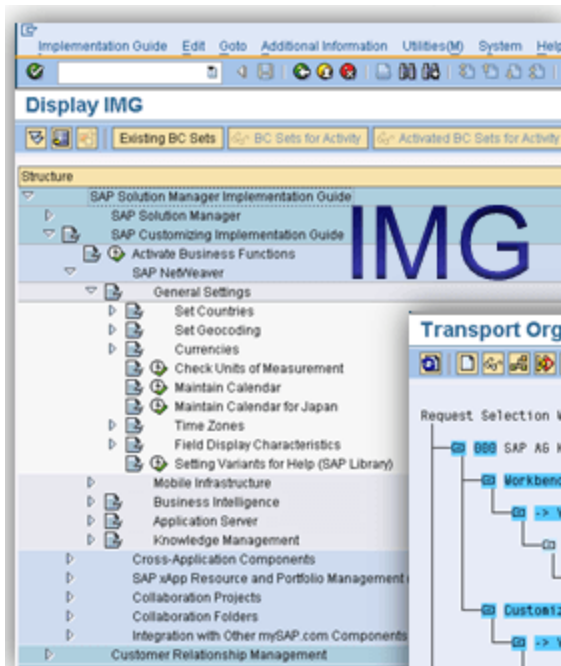 Implementation Guide Edit Goto Additional Information Utilities(M) System Help
Display IMG
Existing BC Sets BC Sets for Activity Activated BC Sets for Activity
Structure
SAP Solution Manager Implementation Guide
SAP Solution Manager
SAP Customizing Implementation Guide
Activate Business Functions
SAP NetWeaver
General Settings
Set Countries
Set Geocoding
Currencies
Check Units of Measurement
Maintain Calendar
Maintain Calendar for Japan
Time Zones
Field Display Characteristics
Setting Variants for Help (SAP Library)
Mobile Infrastructure
Business Intelligence
Application Server
Knowledge Management
Cross-Application Components
SAP xApp Resource and Portfolio Management
Collaboration Projects
Collaboration Folders
Integration with Other mySAP.com Components
Customer Relationship Management
IMG
Transport Org
Request Selection W
000 SAP AG K
Workbenc
-> V
Customiz
-> V